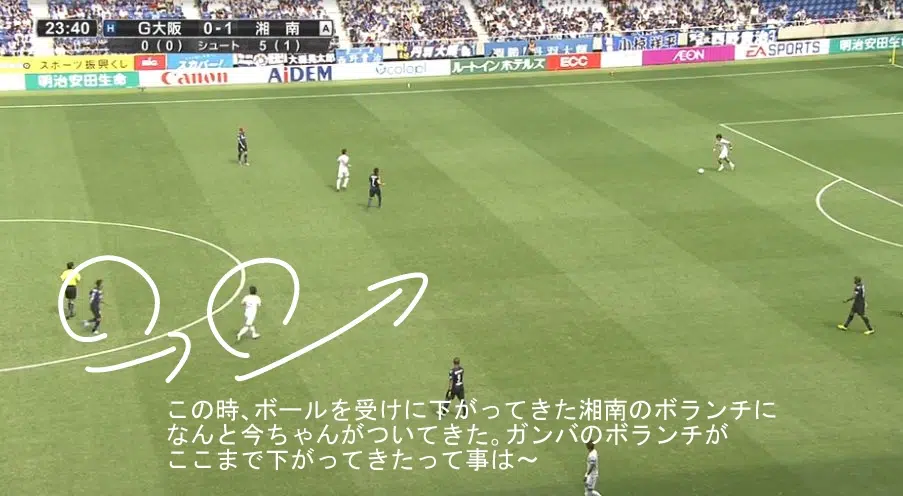 23:40 H G大阪 0-1 湘南 A
0(0) シュート 5(1)
スポーツ振興くじ
スカパー!
明治安田生命
Canon
AiDEM
colopl
ルートインホテルズ
ECC
AEON
EA SPORTS
明治安田生命
この時、ボールを受けに下がってきた湘南のボランチに
なんと今ちゃんがついてきた。ガンバのボランチが
ここまで下がってきたって事は～